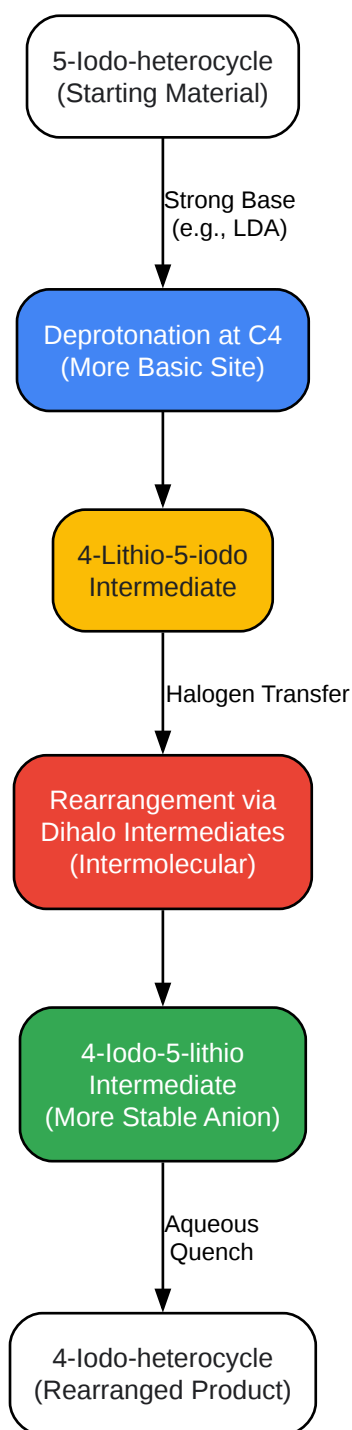 5-Iodo-heterocycle
(Starting Material)
Strong Base
(e.g., LDA)
Deprotonation at C4
(More Basic Site)
4-Lithio-5-iodo
Intermediate
Halogen Transfer
Rearrangement via
Dihalo Intermediates
(Intermolecular)
4-Iodo-5-lithio
Intermediate
(More Stable Anion)
Aqueous
Quench
4-Iodo-heterocycle
(Rearranged Product)